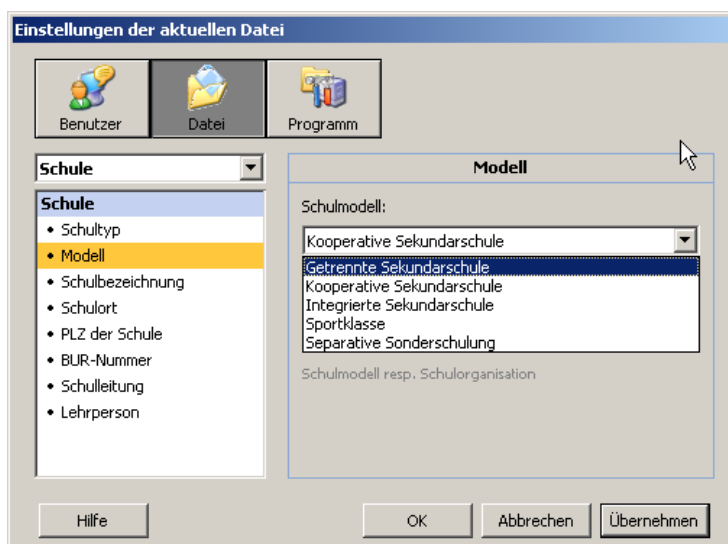 Einstellungen der aktuellen Datei
Benutzer
Datei
Programm
Schule
Schule
• Schultyp
• Modell
• Schulbezeichnung
• Schulort
• PLZ der Schule
• BUR-Nummer
• Schulleitung
• Lehrperson
Modell
Schulmodell:
Kooperative Sekundarschule
Getrennte Sekundarschule
Kooperative Sekundarschule
Integrierte Sekundarschule
Sportklasse
Separative Sonderschulung
Schulmodell resp. Schulorganisation
Hilfe
OK
Abbrechen
Übernehmen